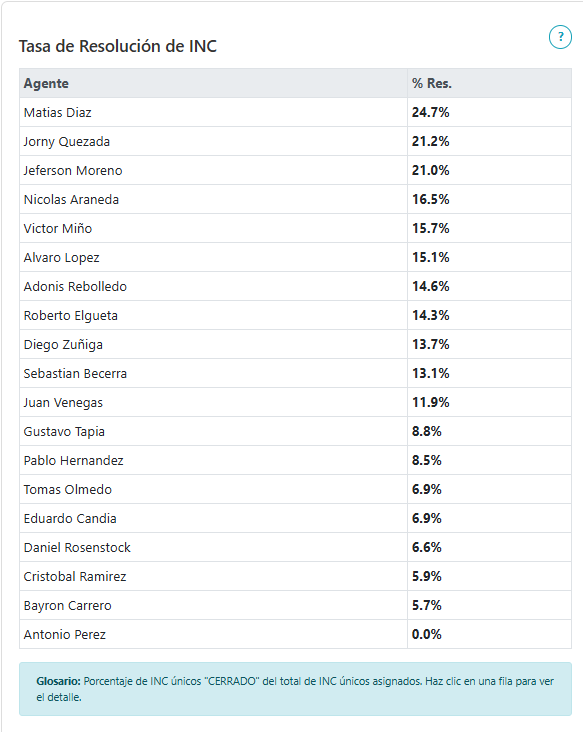 Tasa de Resolución de INC
?
Agente % Res.
Matias Diaz 24.7%
Jorny Quezada 21.2%
Jeferson Moreno 21.0%
Nicolas Araneda 16.5%
Victor Miño 15.7%
Alvaro Lopez 15.1%
Adonis Rebolledo 14.6%
Roberto Elgueta 14.3%
Diego Zuñiga 13.7%
Sebastian Becerra 13.1%
Juan Venegas 11.9%
Gustavo Tapia 8.8%
Pablo Hernandez 8.5%
Tomas Olmedo 6.9%
Eduardo Candia 6.9%
Daniel Rosenstock 6.6%
Cristobal Ramirez 5.9%
Bayron Carrero 5.7%
Antonio Perez 0.0%
Glosario: Porcentaje de INC únicos "CERRADO" del total de INC únicos asignados. Haz clic en una fila para ver
el detalle.